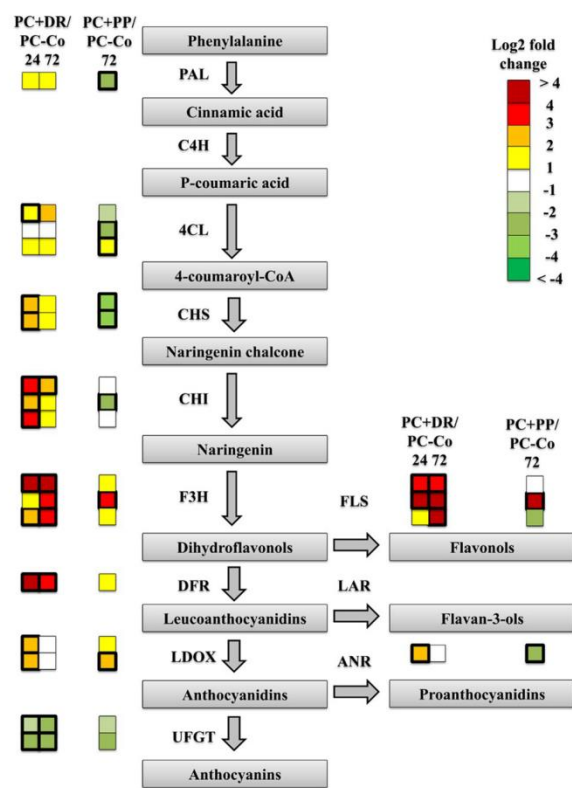 PC+DR/ PC+PP/
PC-Co PC-Co
24 72 72
Phenylalanine
Log2 fold
change
> 4
4
3
2
1
-1
-2
-3
-4
< -4
PAL
Cinnamic acid
C4H
P-coumaric acid
4CL
4-coumaroyl-CoA
CHS
Naringenin chalcone
CHI
Naringenin
PC+DR/ PC+PP/
PC-Co PC-Co
24 72 72
F3H FLS
Dihydroflavonols Flavonols
DFR LAR
Leucoanthocyanidins Flavan-3-ols
LDOX ANR
Anthocyanidins Proanthocyanidins
UFGT
Anthocyanins